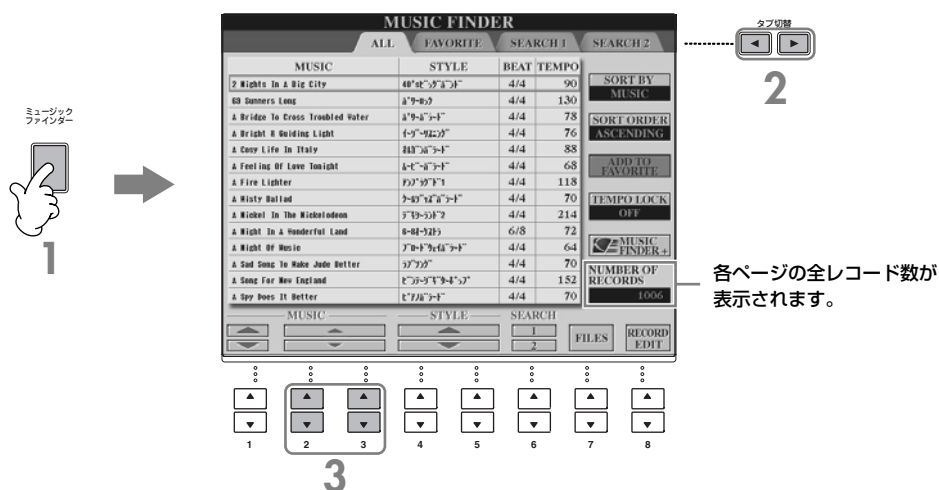 MUSIC FINDER
タブ切替
ALL
FAVORITE
SEARCH 1
SEARCH 2
2
MUSIC
STYLE
BEAT
TEMPO
2 Nights In A Big City
4/4
90
4/4
130
A Bridge To Cross Troubled Water
4/4
78
A Bright & Guiding Light
4/4
76
A Cosy Life In Italy
4/4
88
A Feeling Of Love Tonight
4/4
68
A Fire Lighter
4/4
118
A Misty Ballad
4/4
70
A Nickel In The Nickelodeon
4/4
214
A Night In A Wonderful Land
6/8
72
A Night Of Music
4/4
64
A Sad Song To Make Jude Better
4/4
70
A Song For New England
4/4
152
A Spy Does It Better
4/4
70
SORT BY
MUSIC
SORT ORDER
ASCENDING
ADD TO
FAVORITE
TEMPO LOCK
OFF
MUSIC
FINDER +
NUMBER OF
RECORDS
1006
各ページの全レコード数が
表示されます。
ミュージック
ファインダー
1
MUSIC
STYLE
SEARCH
1
2
FILES
RECORD
EDIT
1
2
3
4
5
6
7
8
3